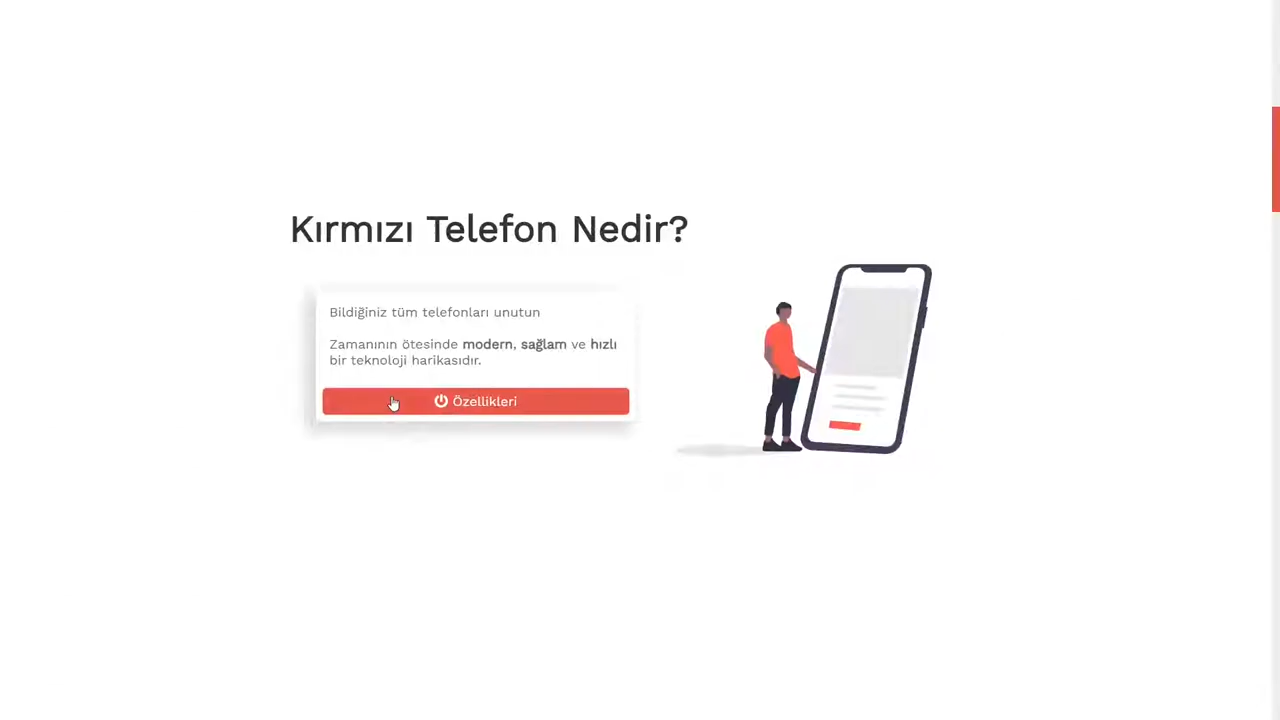 Kırmızı Telefon Nedir?
Bildiğiniz tüm telefonları unutun
Zamanının ötesinde modern, sağlam ve hızlı
bir teknoloji harikasıdır.
Özellikleri